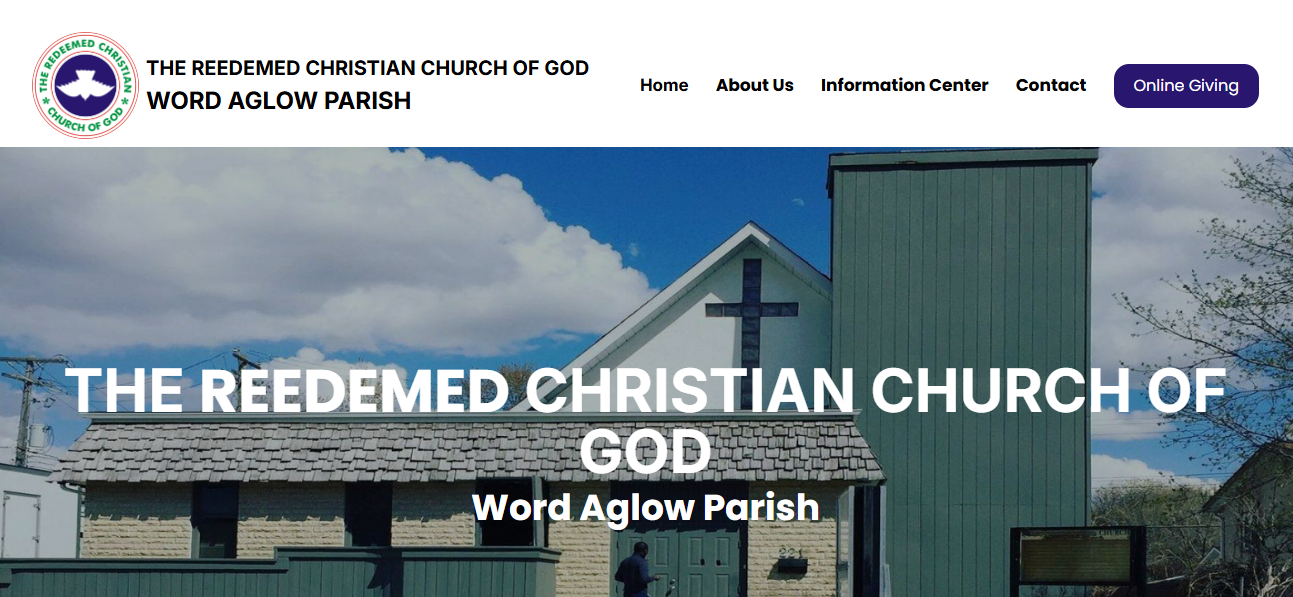 THE REDEEMED CHRISTIAN
CHURCH OF GOD
THE REEDEMED CHRISTIAN CHURCH OF GOD
WORD AGLOW PARISH
Home
About Us
Information Center
Contact
Online Giving
THE REEDEMED CHRISTIAN CHURCH OF
GOD
Word Aglow Parish
221